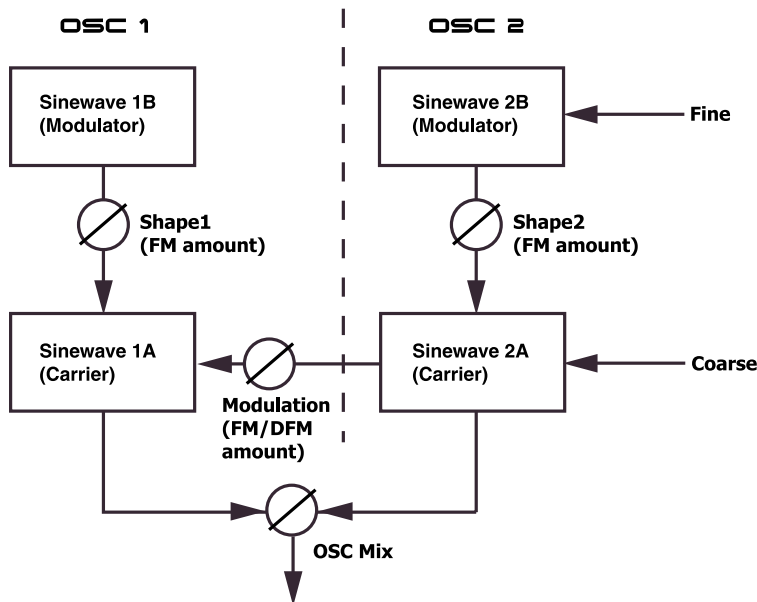 OSC 1
OSC 2
Sinewave 1B
(Modulator)
Sinewave 2B
(Modulator)
Fine
Shape1
(FM amount)
Shape2
(FM amount)
Sinewave 1A
(Carrier)
Sinewave 2A
(Carrier)
Coarse
Modulation
(FM/DFM
amount)
OSC Mix